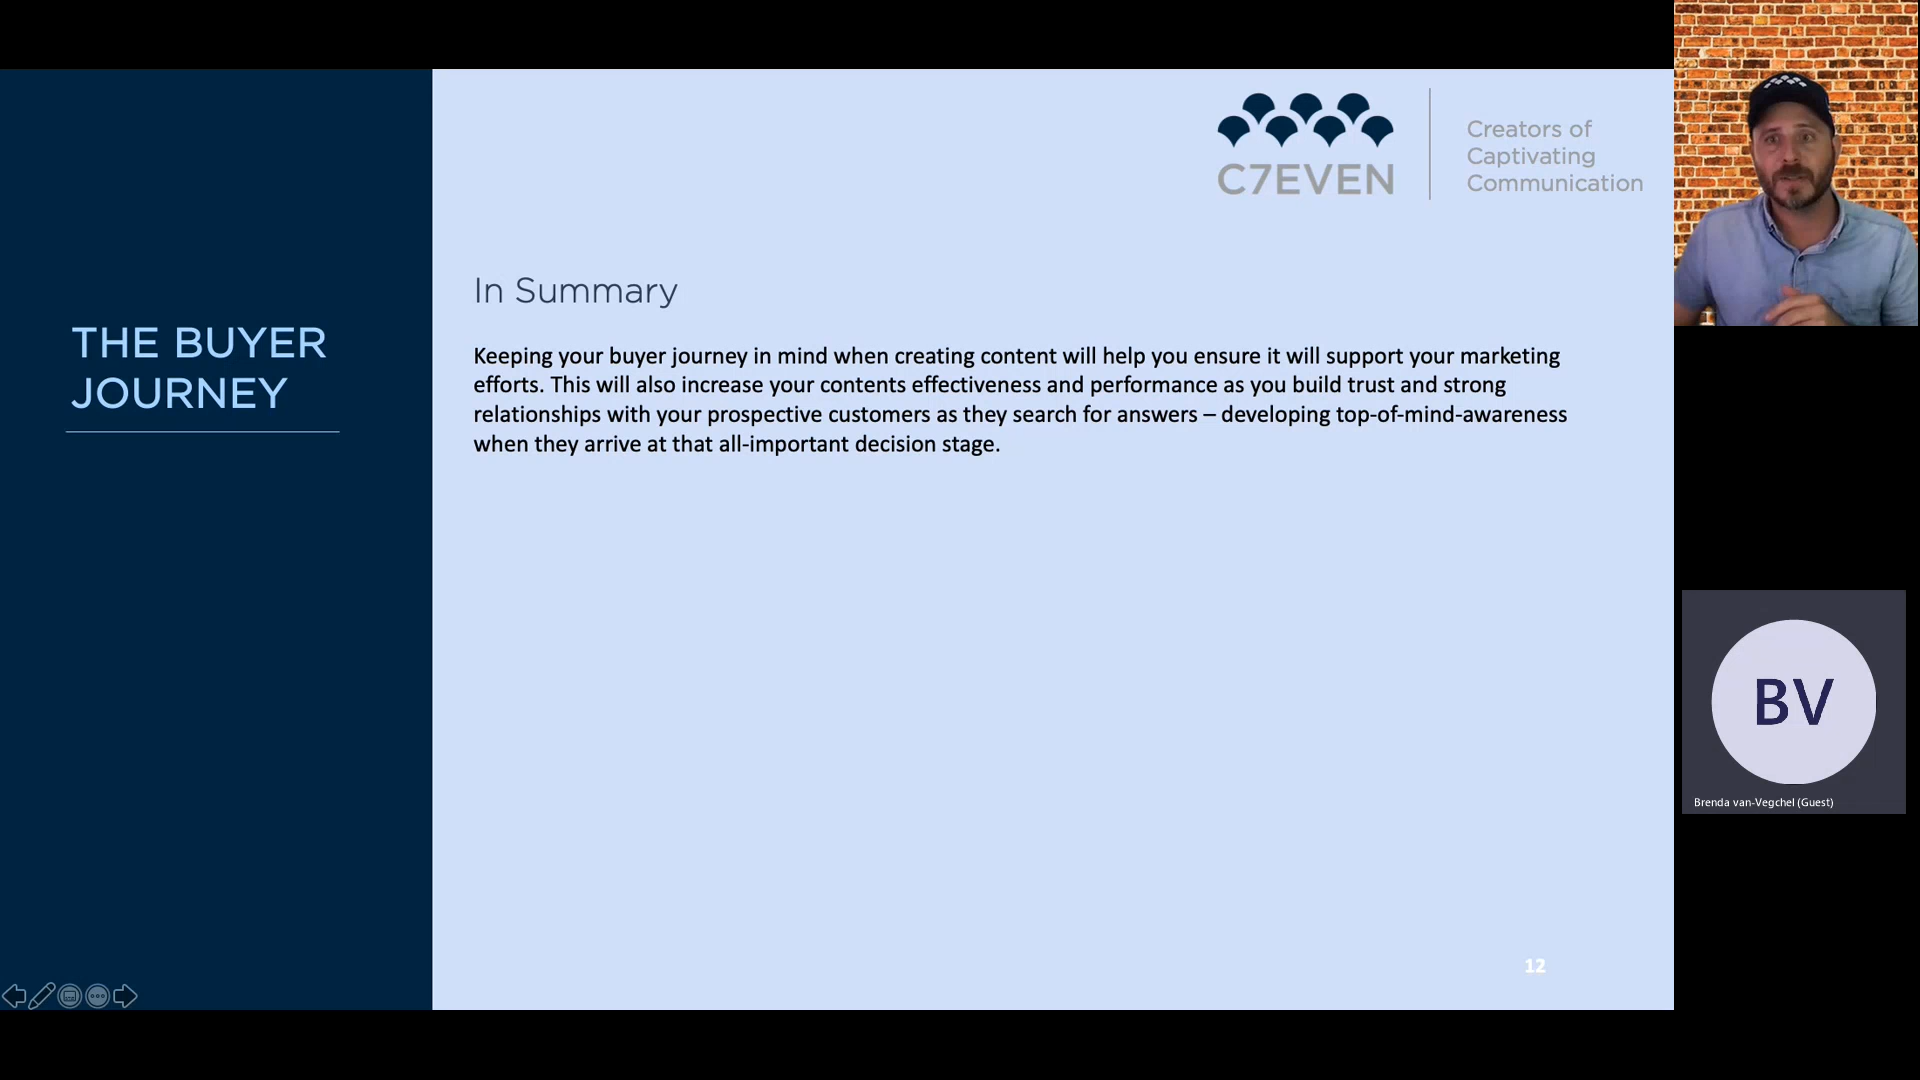 THE BUYER
JOURNEY
C7EVEN
Creators of
Captivating
Communication
In Summary
Keeping your buyer journey in mind when creating content will help you ensure it will support your marketing
efforts. This will also increase your contents effectiveness and performance as you build trust and strong
relationships with your prospective customers as they search for answers – developing top-of-mind-awareness
when they arrive at that all-important decision stage.
12
BV
Brenda van-Vegchel (Guest)